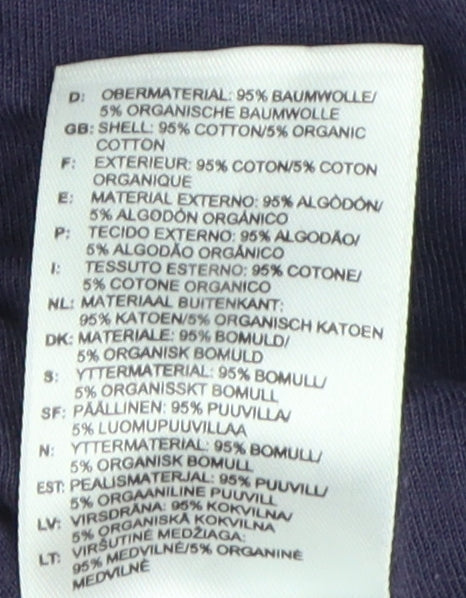 D: OBERMATERIAL: 95% BAUMWOLLE/
5% ORGANISCHE BAUMWOLLE
GB: SHELL: 95% COTTON/5% ORGANIC
COTTON
F: EXTERIEUR: 95% COTON/5% COTON
ORGANIQUE
E: MATERIAL EXTERNO: 95% ALGÒDÓN/
5% ALGODÓN ORGÁNICO
P: TECIDO EXTERNO: 95% ALGODÃO/
5% ALGODÃO ORGÂNICO
I: TESSUTO ESTERNO: 95% COTONE/
5% COTONE ORGANICO
NL: MATERIAAL BUITENKANT:
95% KATOEN/5% ORGANISCH KATOEN
DK: MATERIALE: 95% BOMULD/
5% ORGANISK BOMULD
S: YTTERMATERIAL: 95% BOMULL/
5% ORGANISSKT BOMULL
SF: PÄÄLLINEN: 95% PUUVILLA/
5% LUOMUPUUVILLAA
N: YTTERMATERIAL: 95% BOMULL/
5% ORGANISK BOMULL
EST: PEALISMATERJAL: 95% PUUVILL/
5% ORGAANILINE PUUVILL
LV: VIRSDRĀNA: 95% KOKVILNA/
5% ORGANISKĀ KOKVILNA
LT: VIRŠUTINĖ MEDŽIAGA:
95% MEDVILNĖ/5% ORGANINĖ
MEDVILNĖ